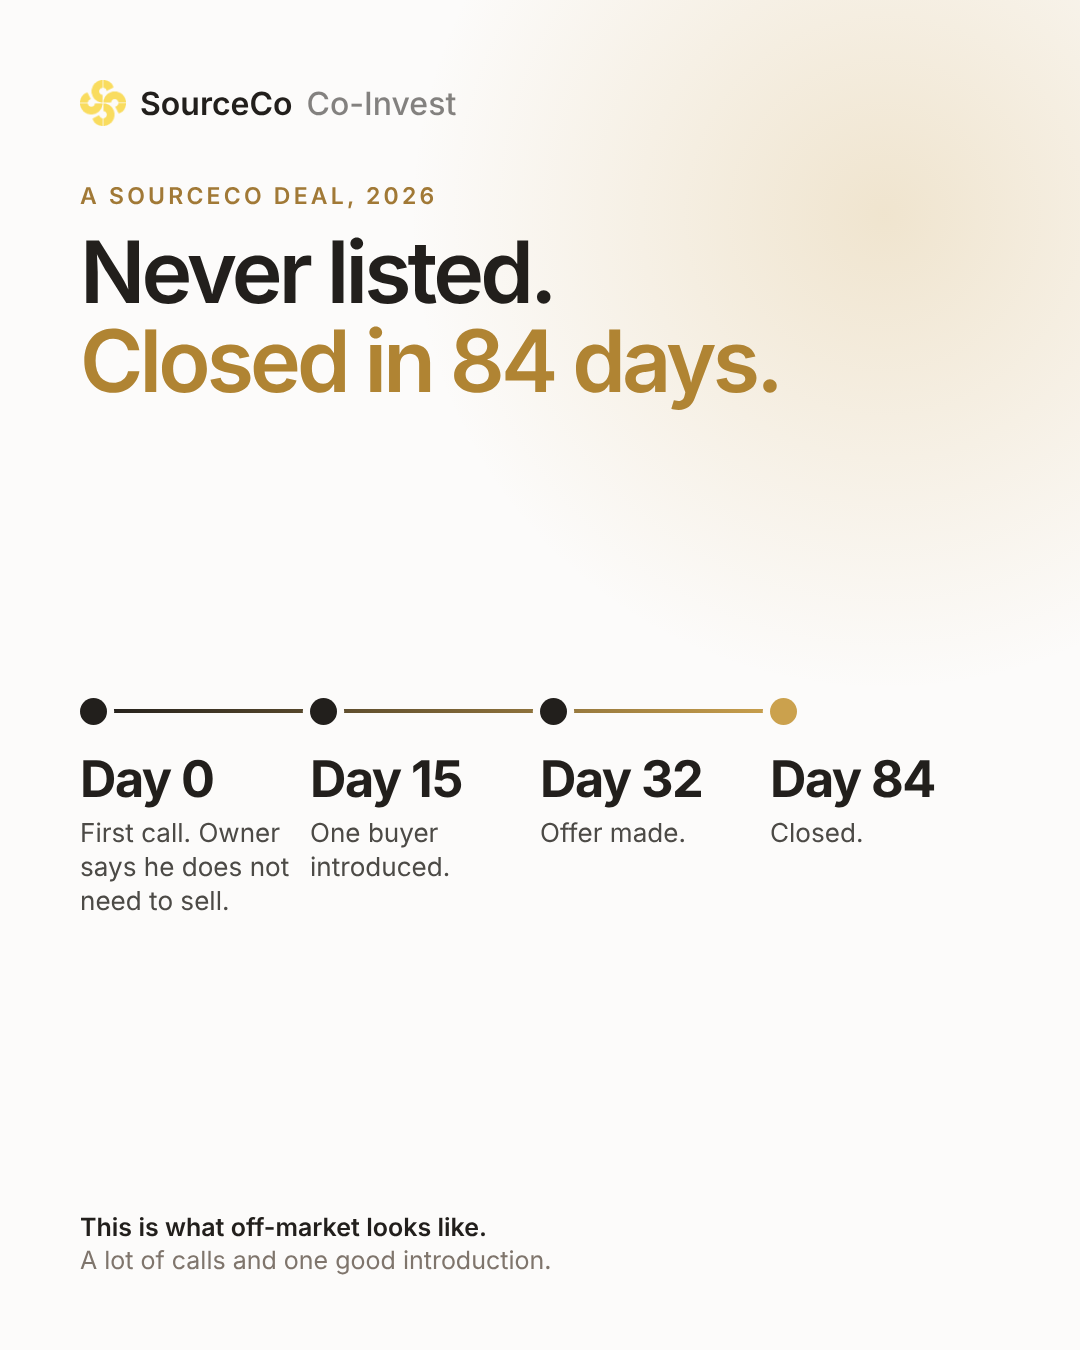 SourceCo Co-Invest
A SOURCECO DEAL, 2026
Never listed.
Closed in 84 days.
Day 0
First call. Owner
says he does not
need to sell.
Day 15
One buyer
introduced.
Day 32
Offer made.
Day 84
Closed.
This is what off-market looks like.
A lot of calls and one good introduction.